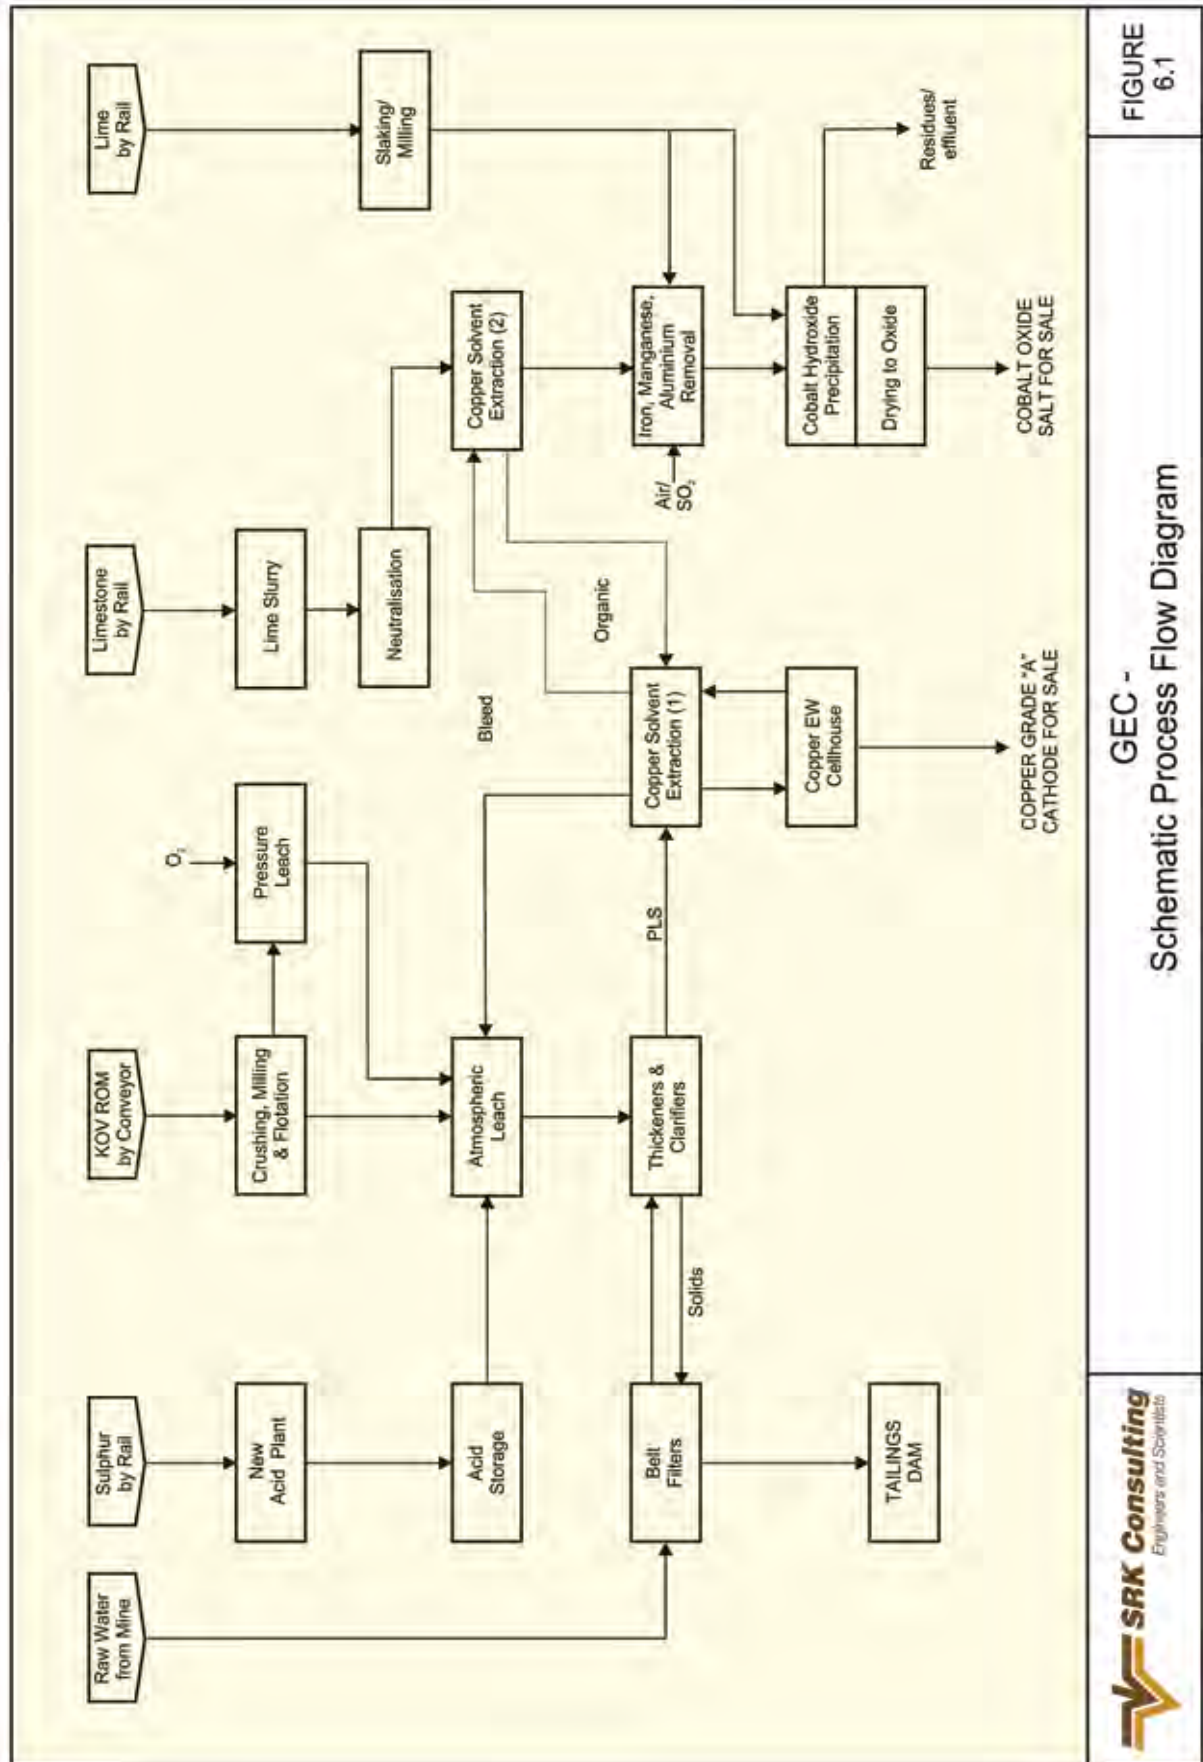 Raw Water
from Mine
Sulphur
by Rail
KOV ROM
by Conveyor
Limestone
by Rail
Lime
by Rail
New
Acid Plant
Crushing, Milling
& Flotation
O₂
Pressure
Leach
Lime Slurry
Slaking/
Milling
Neutralisation
Acid
Storage
Atmospheric
Leach
Bleed
Copper Solvent
Extraction (2)
Organic
Solids
PLS
Belt
Filters
Thickeners &
Clarifiers
Copper Solvent
Extraction (1)
Air/
SO₂
Iron, Manganese,
Aluminium
Removal
TAILINGS
DAM
Copper EW
Cellhouse
Cobalt Hydroxide
Precipitation
Drying to Oxide
Residues/
effluent
COPPER GRADE "A"
CATHODE FOR SALE
COBALT OXIDE
SALT FOR SALE
SRK Consulting
Engineers and Scientists
GEC -
Schematic Process Flow Diagram
FIGURE
6.1